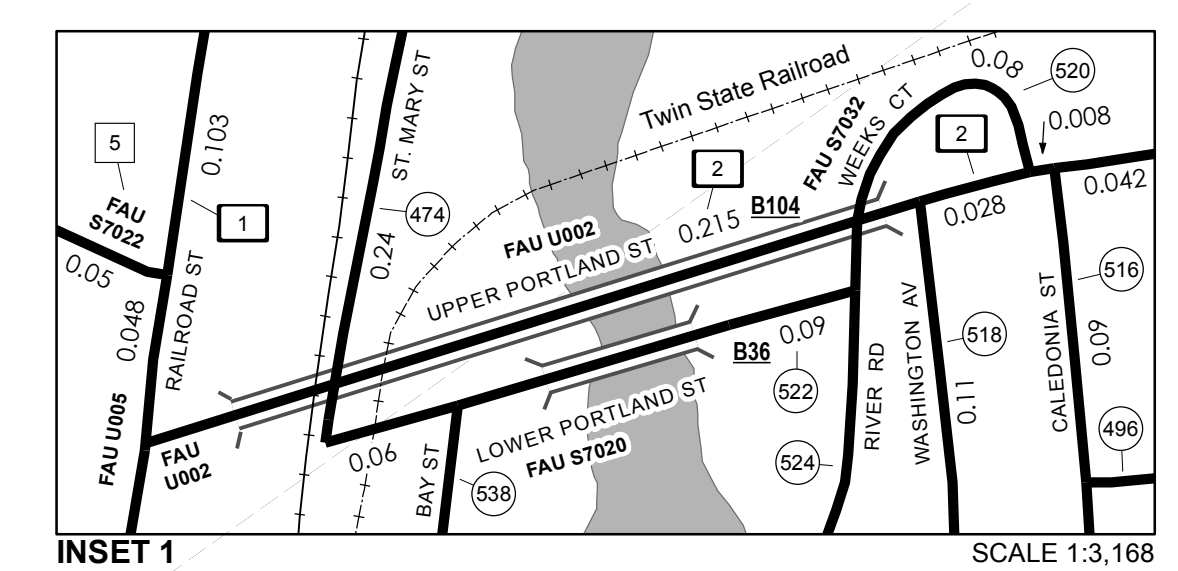 0.08
520
Twin State Railroad
ST. MARY ST
FAU S7032
WEEKS CT
0.008
5
0.103
2
2
FAU
S7022
0.042
1
474
0.215
B104
0.028
FAU U002
0.24
UPPER PORTLAND ST
0.05
516
0.048
RAILROAD ST
CALEDONIA ST
WASHINGTON AV
518
0.09
B36
0.09
522
RIVER RD
0.11
LOWER PORTLAND ST
FAU S7020
FAU U005
FAU
U002
0.06
BAY ST
538
524
496
INSET 1
SCALE 1:3,168